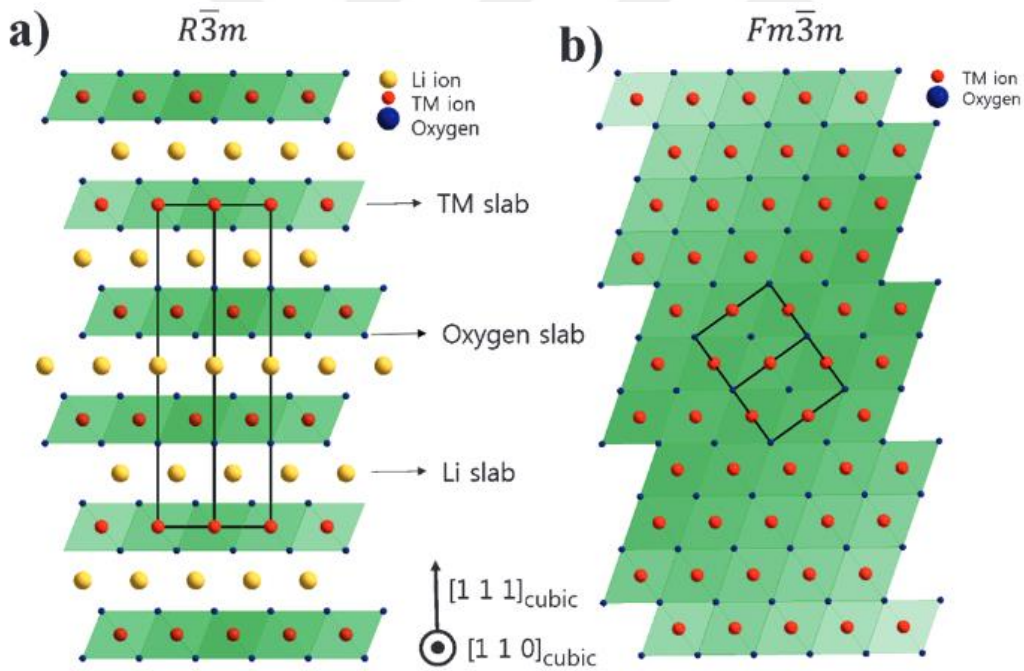 a)
R3̅m
Li ion
TM ion
Oxygen
TM slab
Oxygen slab
Li slab
[1 1 1]cubic
[1 1 0]cubic
b)
Fm3̅m
TM ion
Oxygen